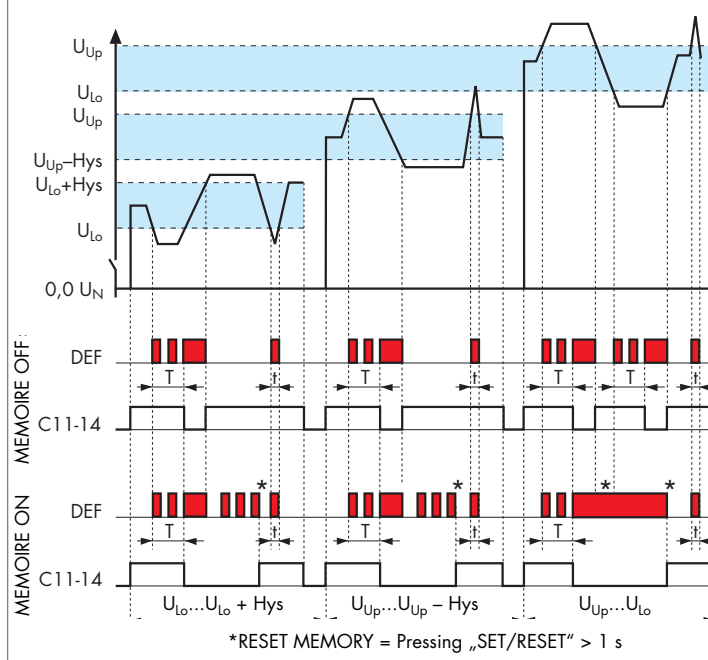 U_Up
U_Lo
U_Up
U_Up–Hys
U_Lo+Hys
U_Lo
0,0 U_N
MEMOIRE OFF:
DEF
T t T t T T t
C11-14
MEMOIRE ON
DEF
* * * *
T t T t T t
C11-14
U_Lo...U_Lo + Hys U_Up...U_Up – Hys U_Up...U_Lo
*RESET MEMORY = Pressing „SET/RESET“ > 1 s